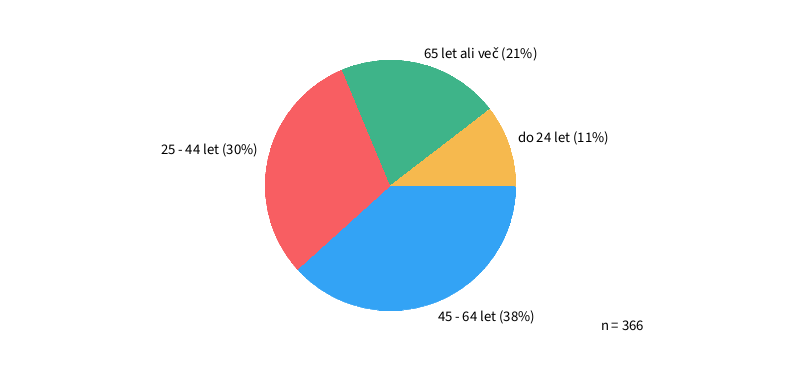 65 let ali več (21%)
do 24 let (11%)
25 - 44 let (30%)
45 - 64 let (38%)
n = 366